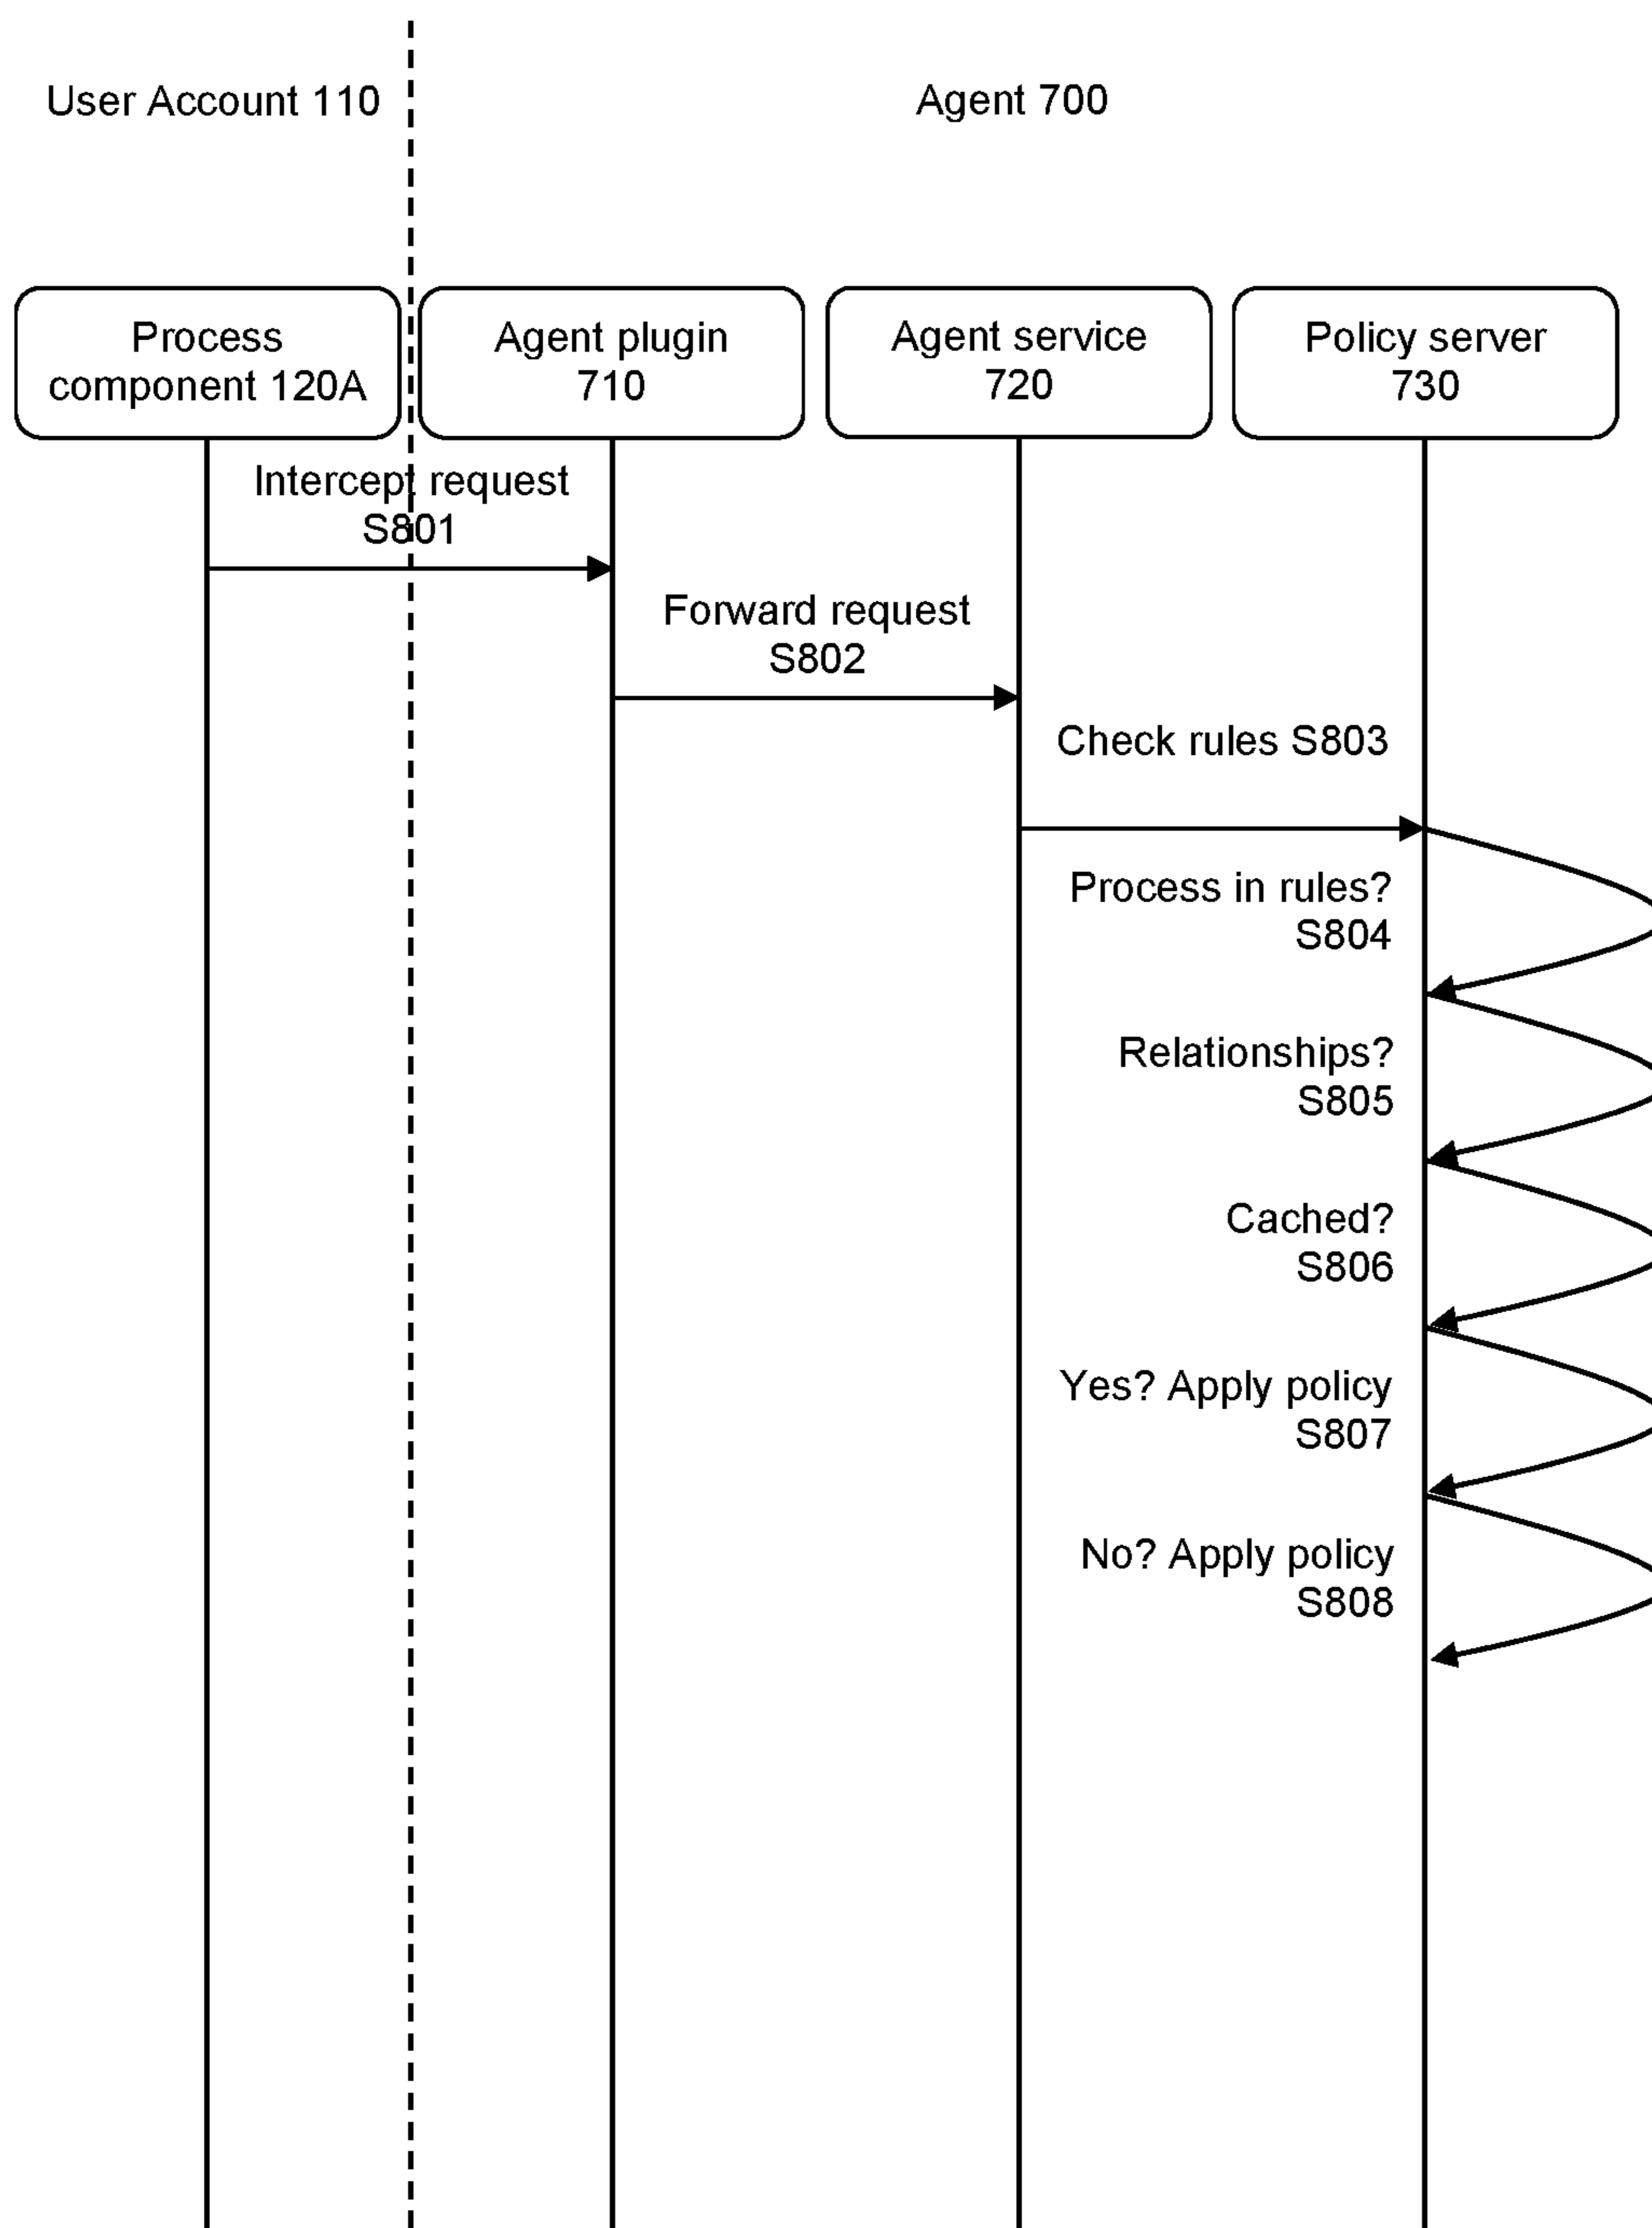 User Account 110
Agent 700
Process
component 120A
Agent plugin
710
Agent service
720
Policy server
730
Intercept request
S801
Forward request
S802
Check rules S803
Process in rules?
S804
Relationships?
S805
Cached?
S806
Yes? Apply policy
S807
No? Apply policy
S808